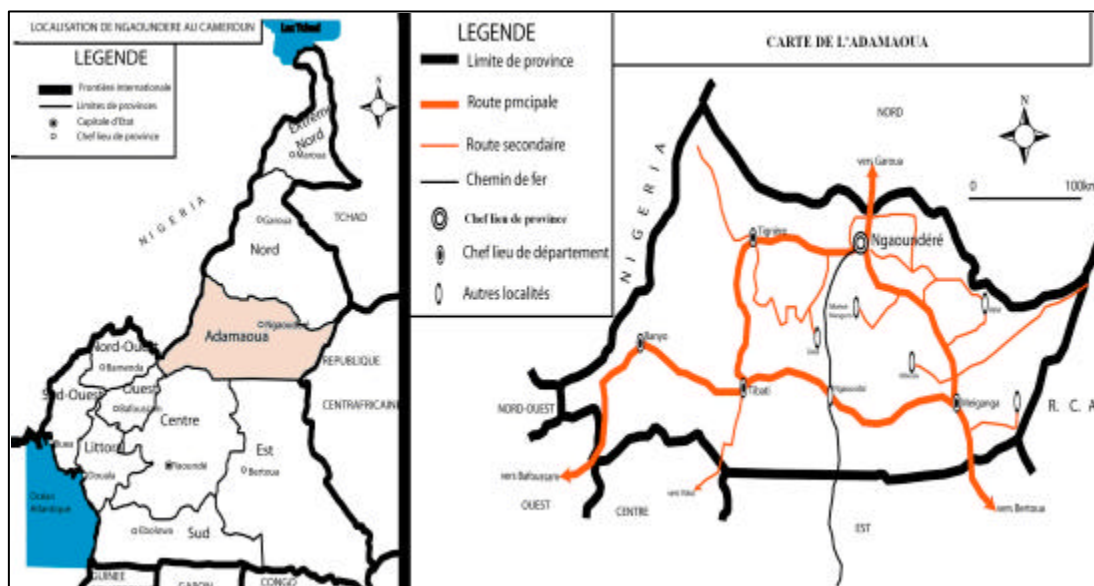 LOCALISATION DE NGAOUNDERE AU CAMEROUN
LEGENDE
Frontière internationale
Limites de provinces
Capitale d'Etat
Chef lieu de province
Lac Tchad
N
Extrême
Nord
Maroua
NIGERIA
TCHAD
Garoua
Nord
Adamaoua
Ngaoundéré
REPUBLIQUE
CENTRAFRICAINE
Nord-Ouest
Bamenda
Sud-Ouest
Ouest
Bafoussam
Centre
Littoral
Est
Buea
Douala
Yaoundé
Bertoua
Océan
Atlantique
Ebolowa
Sud
GUINEE
GABON
CONGO
LEGENDE
Limite de province
Route prncipale
Route secondaire
Chemin de fer
Chef lieu de province
Chef lieu de département
Autres localités
CARTE DE L'ADAMAOUA
NORD
N
vers Garoua
0 100km
NIGERIA
Tignère
Ngaoundéré
Banyo
Tibati
Meiganga
NORD-OUEST
R. C. A
vers Bafoussam
OUEST
CENTRE
EST
vers Bertoua